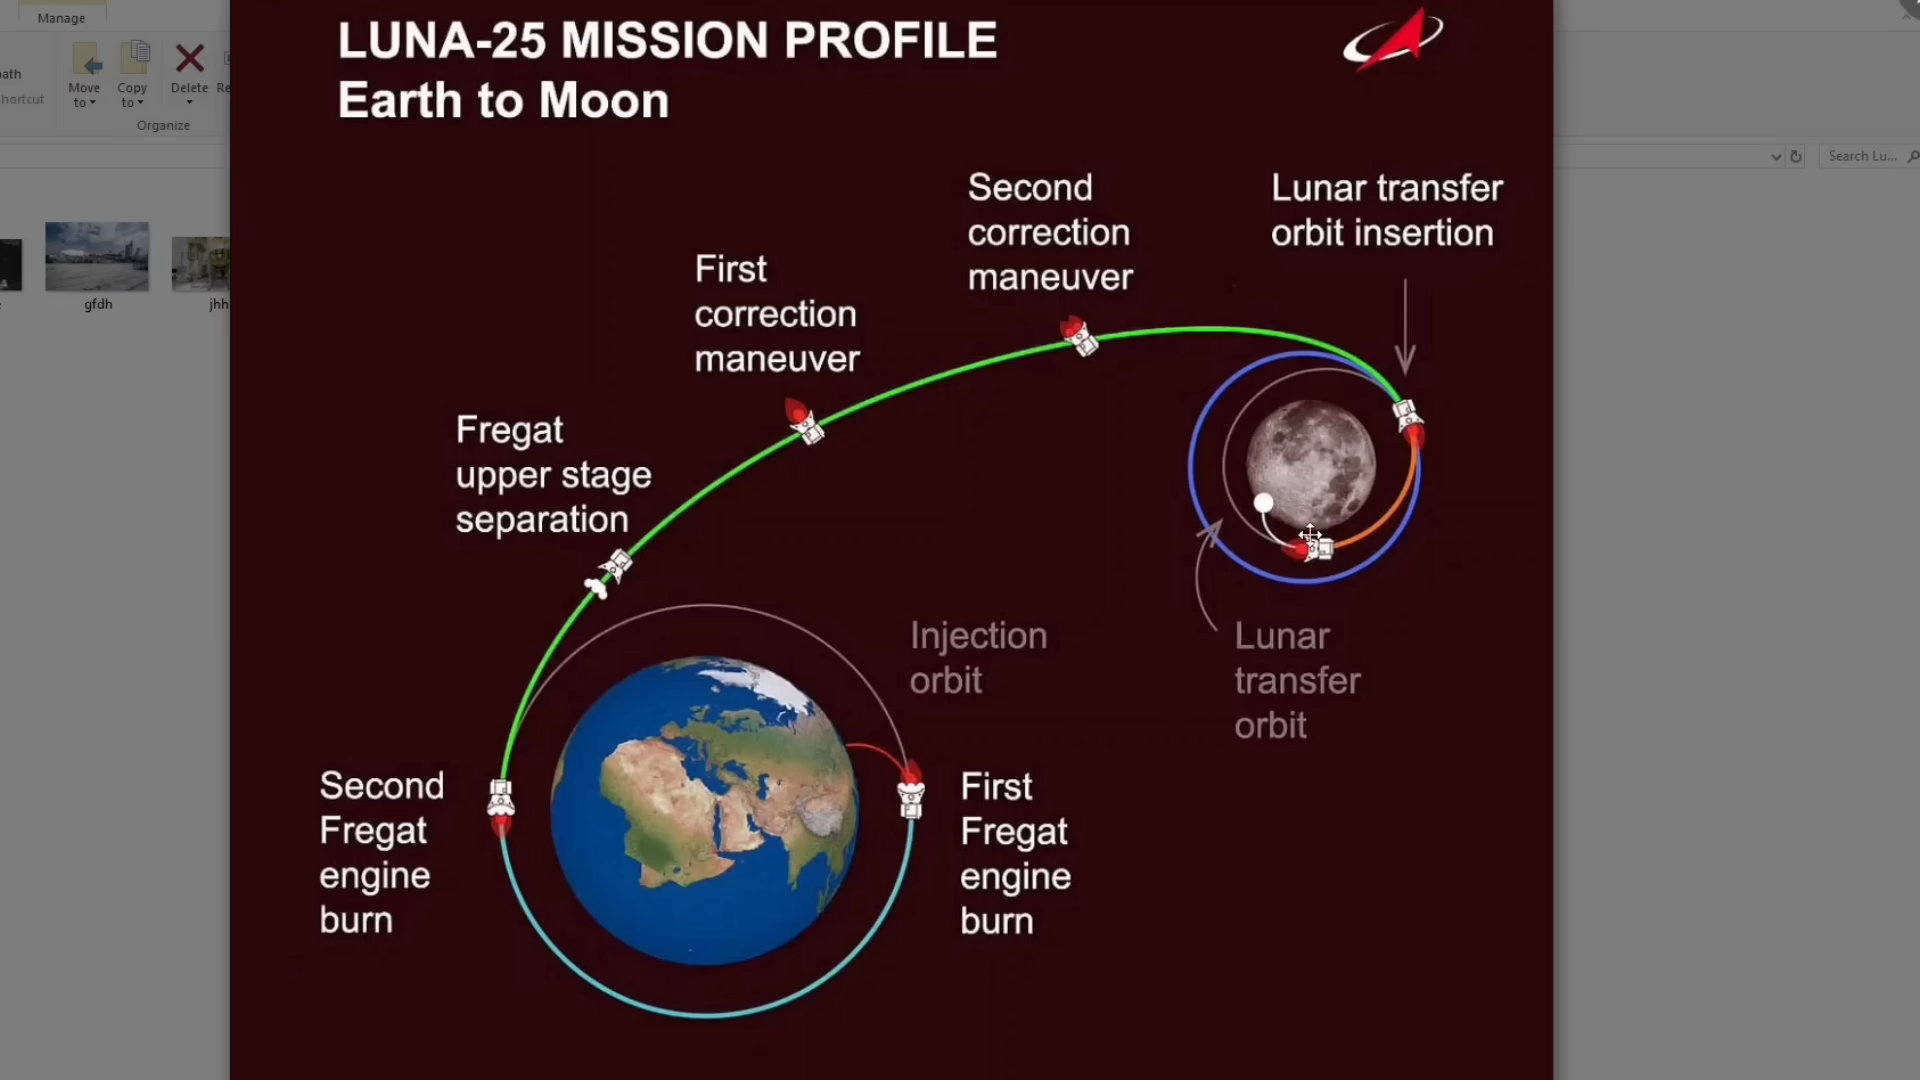 Manage
Move
to
Copy
to
Delete
Organize
gfdh
jhh
Search Lu...
LUNA-25 MISSION PROFILE
Earth to Moon
Second
correction
maneuver
Lunar transfer
orbit insertion
First
correction
maneuver
Fregat
upper stage
separation
Injection
orbit
Lunar
transfer
orbit
Second
Fregat
engine
burn
First
Fregat
engine
burn